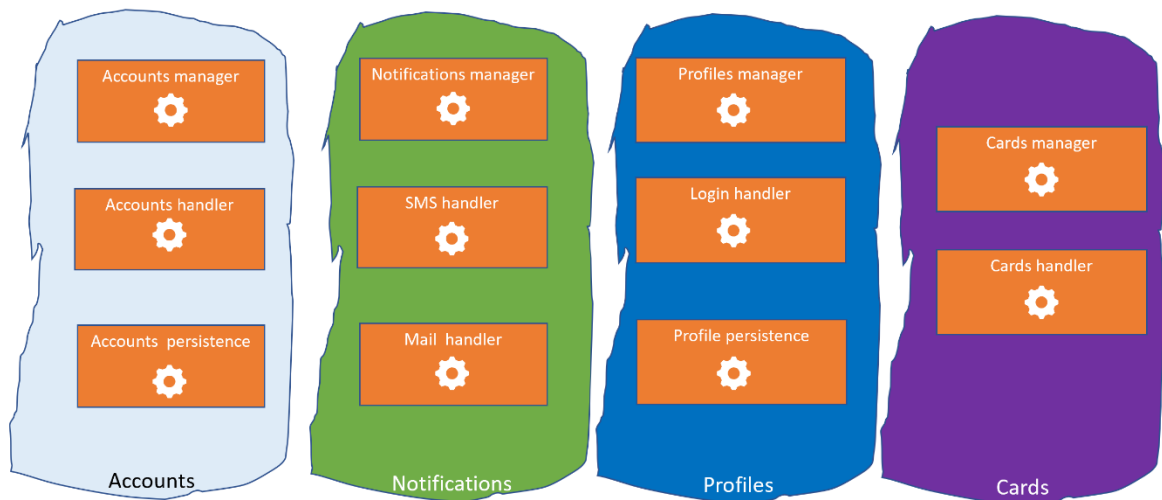 Accounts manager
Accounts handler
Accounts  persistence
Accounts
Notifications manager
SMS handler
Mail  handler
Notifications
Profiles manager
Login handler
Profile persistence
Profiles
Cards manager
Cards handler
Cards